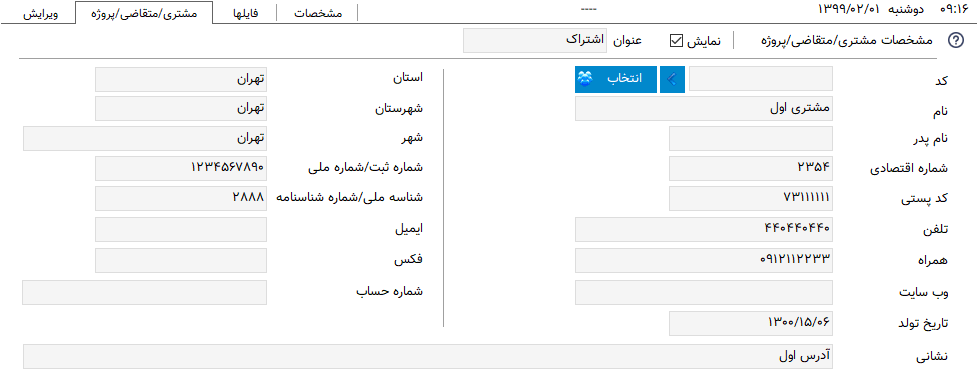 ۰۹:۱۶ دوشنبه ۱۳۹۹/۰۲/۰۱ ----
مشخصات فایلها مشتری/متقاضی/پروژه ویرایش
مشخصات مشتری/متقاضی/پروژه نمایش عنوان اشتراک
کد انتخاب
نام مشتری اول
نام پدر
شماره اقتصادی ۲۳۵۴
کد پستی ۷۳۱۱۱۱۱۱
تلفن ۴۴۰۴۴۰۴۴۰
همراه ۰۹۱۲۱۱۲۲۳۳
وب سایت
تاریخ تولد ۱۳۰۰/۱۵/۰۶
استان تهران
شهرستان تهران
شهر تهران
شماره ثبت/شماره ملی ۱۲۳۴۵۶۷۸۹۰
شناسه ملی/شماره شناسنامه ۲۸۸۸
ایمیل
فکس
شماره حساب
نشانی آدرس اول